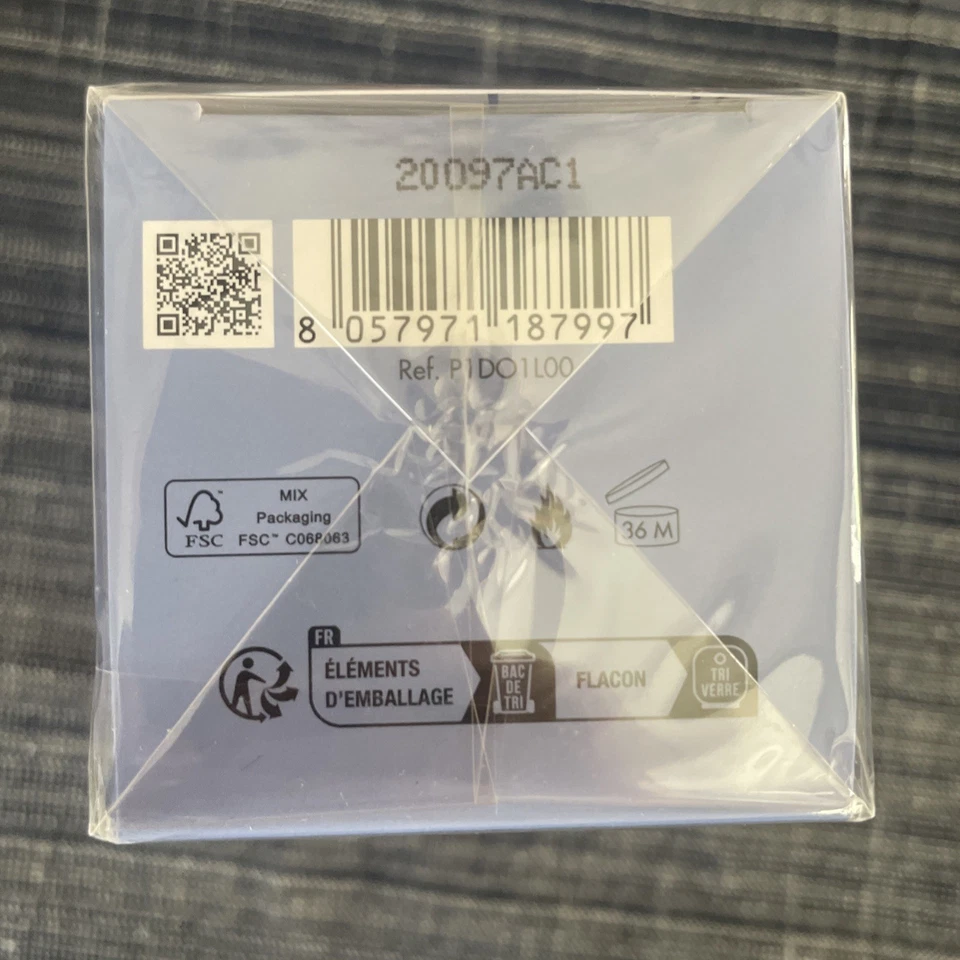 20097AC1
8 057971 187997
Ref. P1DO1L00
MIX
Packaging
FSC™ C068063
FSC
36 M
FR
ÉLÉMENTS
D'EMBALLAGE
BAC
DE
TRI
FLACON
TRI
VERRE